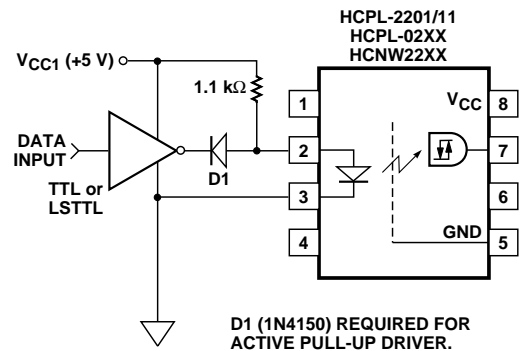 HCPL-2201/11
HCPL-02XX
HCNW22XX
VCC1 (+5 V)
1.1 kΩ
DATA
INPUT
TTL or
LSTTL
D1
1
2
3
4
VCC
8
7
6
GND
5
D1 (1N4150) REQUIRED FOR
ACTIVE PULL-UP DRIVER.